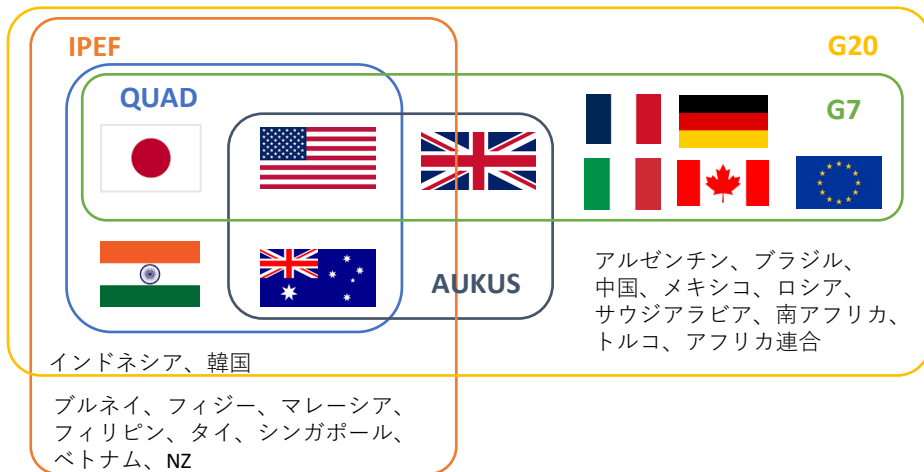 IPEF
G20
QUAD
G7
AUKUS
アルゼンチン、ブラジル、
中国、メキシコ、ロシア、
サウジアラビア、南アフリカ、
トルコ、アフリカ連合
インドネシア、韓国
ブルネイ、フィジー、マレーシア、
フィリピン、タイ、シンガポール、
ベトナム、NZ